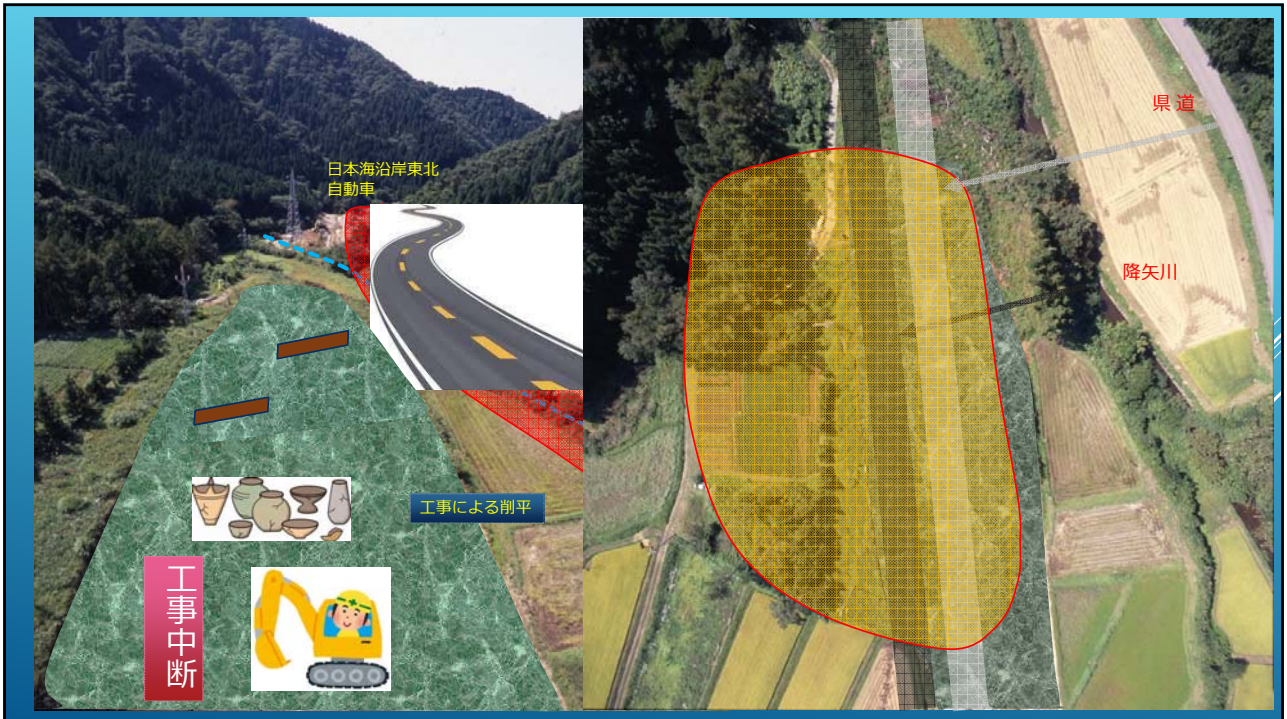 日本海沿岸東北
自動車
工事による削平
工事中断
県道
降矢川